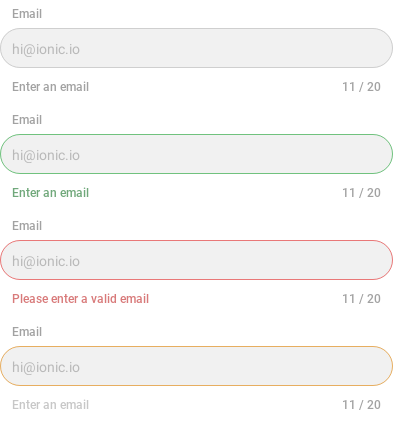 Email
hi@ionic.io
Enter an email 11 / 20
Email
hi@ionic.io
Enter an email 11 / 20
Email
hi@ionic.io
Please enter a valid email 11 / 20
Email
hi@ionic.io
Enter an email 11 / 20